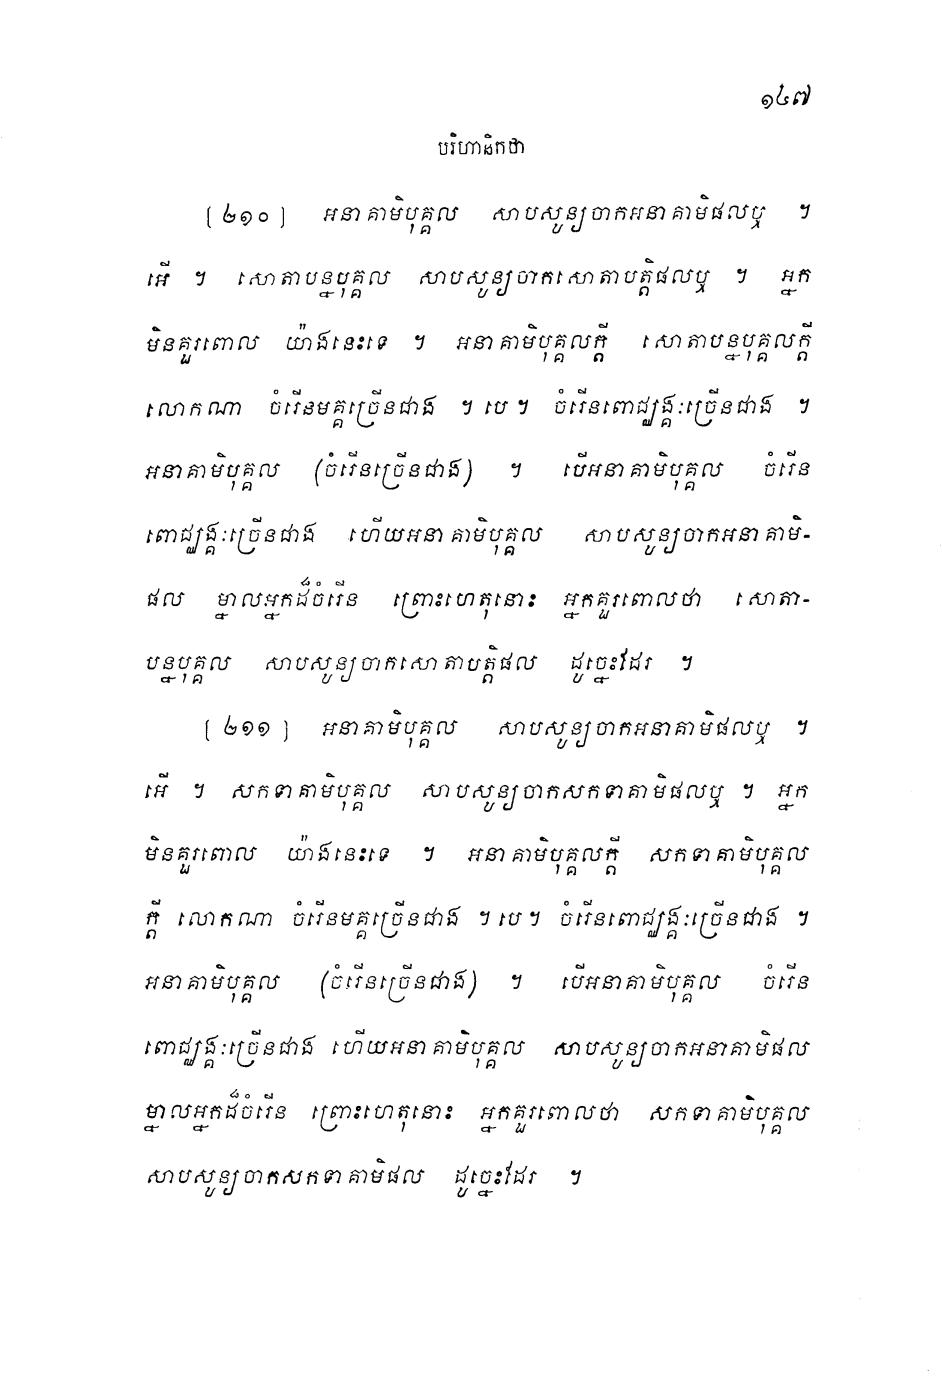 ១៤៧
បរិហានិកថា
[២១០] អនាគាមិបុគ្គល សាបសូន្យចាកអនាគាមិផលឬ ។
អើ ។ សោតាបន្នបុគ្គល សាបសូន្យចាកសោតាបត្តិផលឬ ។ អ្នក
មិនគួរពោល យ៉ាងនេះទេ ។ អនាគាមិបុគ្គលក្តី សោតាបន្នបុគ្គលក្តី
លោកណា ចំរើនមគ្គច្រើនជាង ។ បេ ។ ចំរើនពោជ្ឈង្គៈច្រើនជាង ។
អនាគាមិបុគ្គល (ចំរើនច្រើនជាង) ។ បើអនាគាមិបុគ្គល ចំរើន
ពោជ្ឈង្គៈច្រើនជាង ហើយអនាគាមិបុគ្គល សាបសូន្យចាកអនាគាមិ-
ផល ម្នាលអ្នកដ៏ចំរើន ព្រោះហេតុនោះ អ្នកគួរពោលថា សោតា-
បន្នបុគ្គល សាបសូន្យចាកសោតាបត្តិផល ដូច្នេះដែរ ។
[២១១] អនាគាមិបុគ្គល សាបសូន្យចាកអនាគាមិផលឬ ។
អើ ។ សកទាគាមិបុគ្គល សាបសូន្យចាកសកទាគាមិផលឬ ។ អ្នក
មិនគួរពោល យ៉ាងនេះទេ ។ អនាគាមិបុគ្គលក្តី សកទាគាមិបុគ្គល
ក្តី លោកណា ចំរើនមគ្គច្រើនជាង ។ បេ ។ ចំរើនពោជ្ឈង្គៈច្រើនជាង ។
អនាគាមិបុគ្គល (ចំរើនច្រើនជាង) ។ បើអនាគាមិបុគ្គល ចំរើន
ពោជ្ឈង្គៈច្រើនជាង ហើយអនាគាមិបុគ្គល សាបសូន្យចាកអនាគាមិផល
ម្នាលអ្នកដ៏ចំរើន ព្រោះហេតុនោះ អ្នកគួរពោលថា សកទាគាមិបុគ្គល
សាបសូន្យចាកសកទាគាមិផល ដូច្នេះដែរ ។